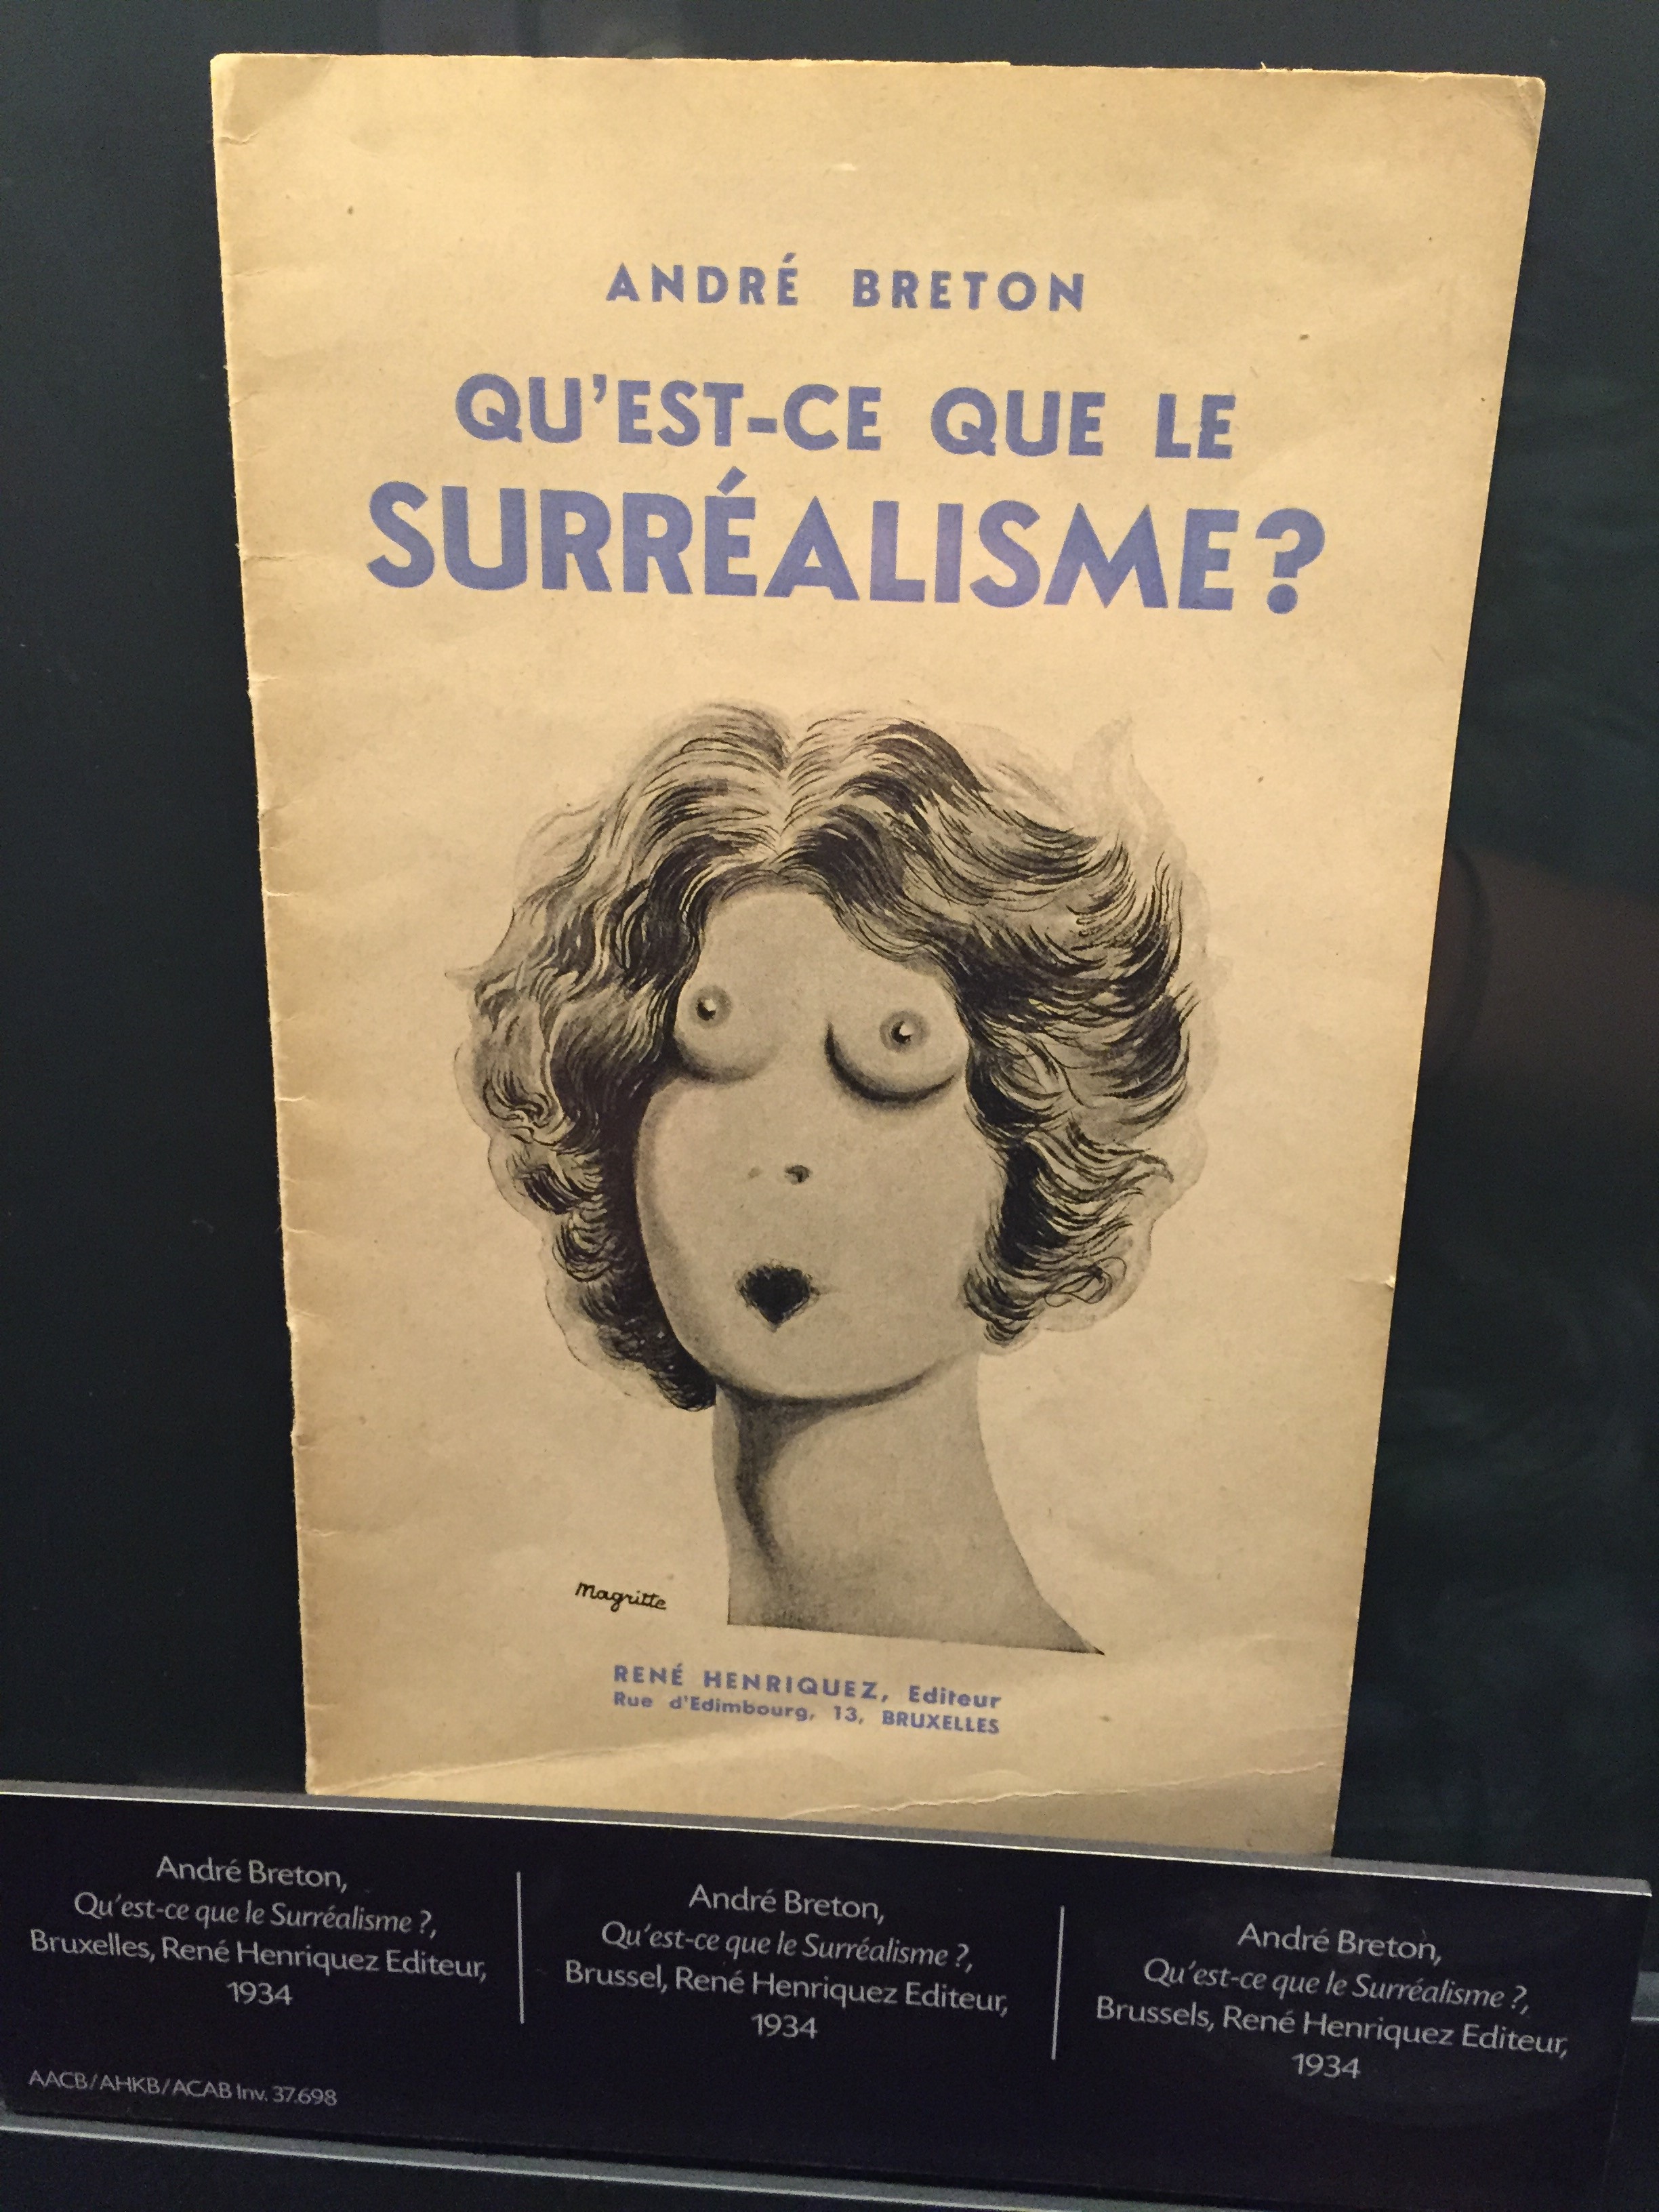 ANDRÉ BRETON
QU'EST-CE QUE LE
SURRÉALISME?
Magritte
RENÉ HENRIQUEZ, Editeur
Rue d'Edimbourg, 13, BRUXELLES
André Breton,
Qu'est-ce que le Surréalisme ?,
Bruxelles, René Henriquez Editeur,
1934
AACB/AHKB/ACAB Inv. 37.698
André Breton,
Qu'est-ce que le Surréalisme ?,
Brussel, René Henriquez Editeur,
1934
André Breton,
Qu'est-ce que le Surréalisme ?,
Brussels, René Henriquez Editeur,
1934